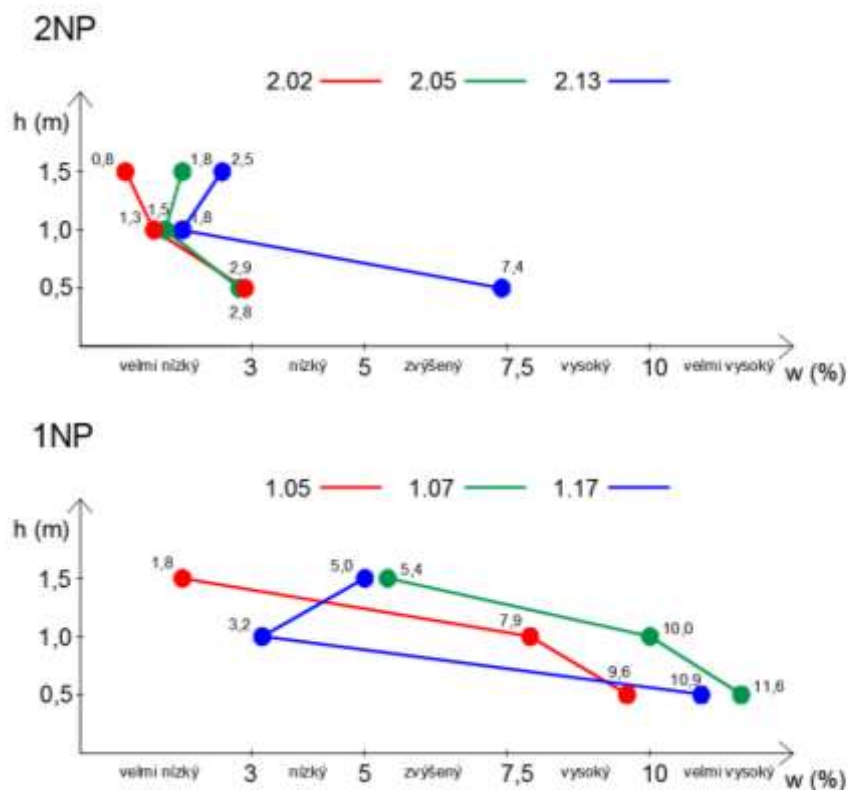 2NP
2.02 2.05 2.13
h (m)
0,8 1,8 2,5
1,5
1,3 1,5 1,8
1,0
2,9 7,4
0,5
2,8
velmi nízký 3 nízký 5 zvýšený 7,5 vysoký 10 velmi vysoký w (%)
1NP
1.05 1.07 1.17
h (m)
1,8 5,0 5,4
1,5
3,2 7,9 10,0
1,0
9,6 10,9 11,6
0,5
velmi nízký 3 nízký 5 zvýšený 7,5 vysoký 10 velmi vysoký w (%)